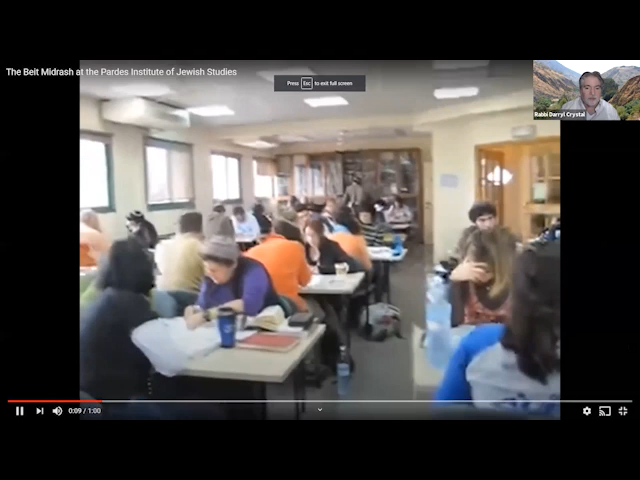 The Beit Midrash at the Pardes Institute of Jewish Studies
Press Esc to exit full screen
Rabbi Darryl Crystal
0:09 / 1:00